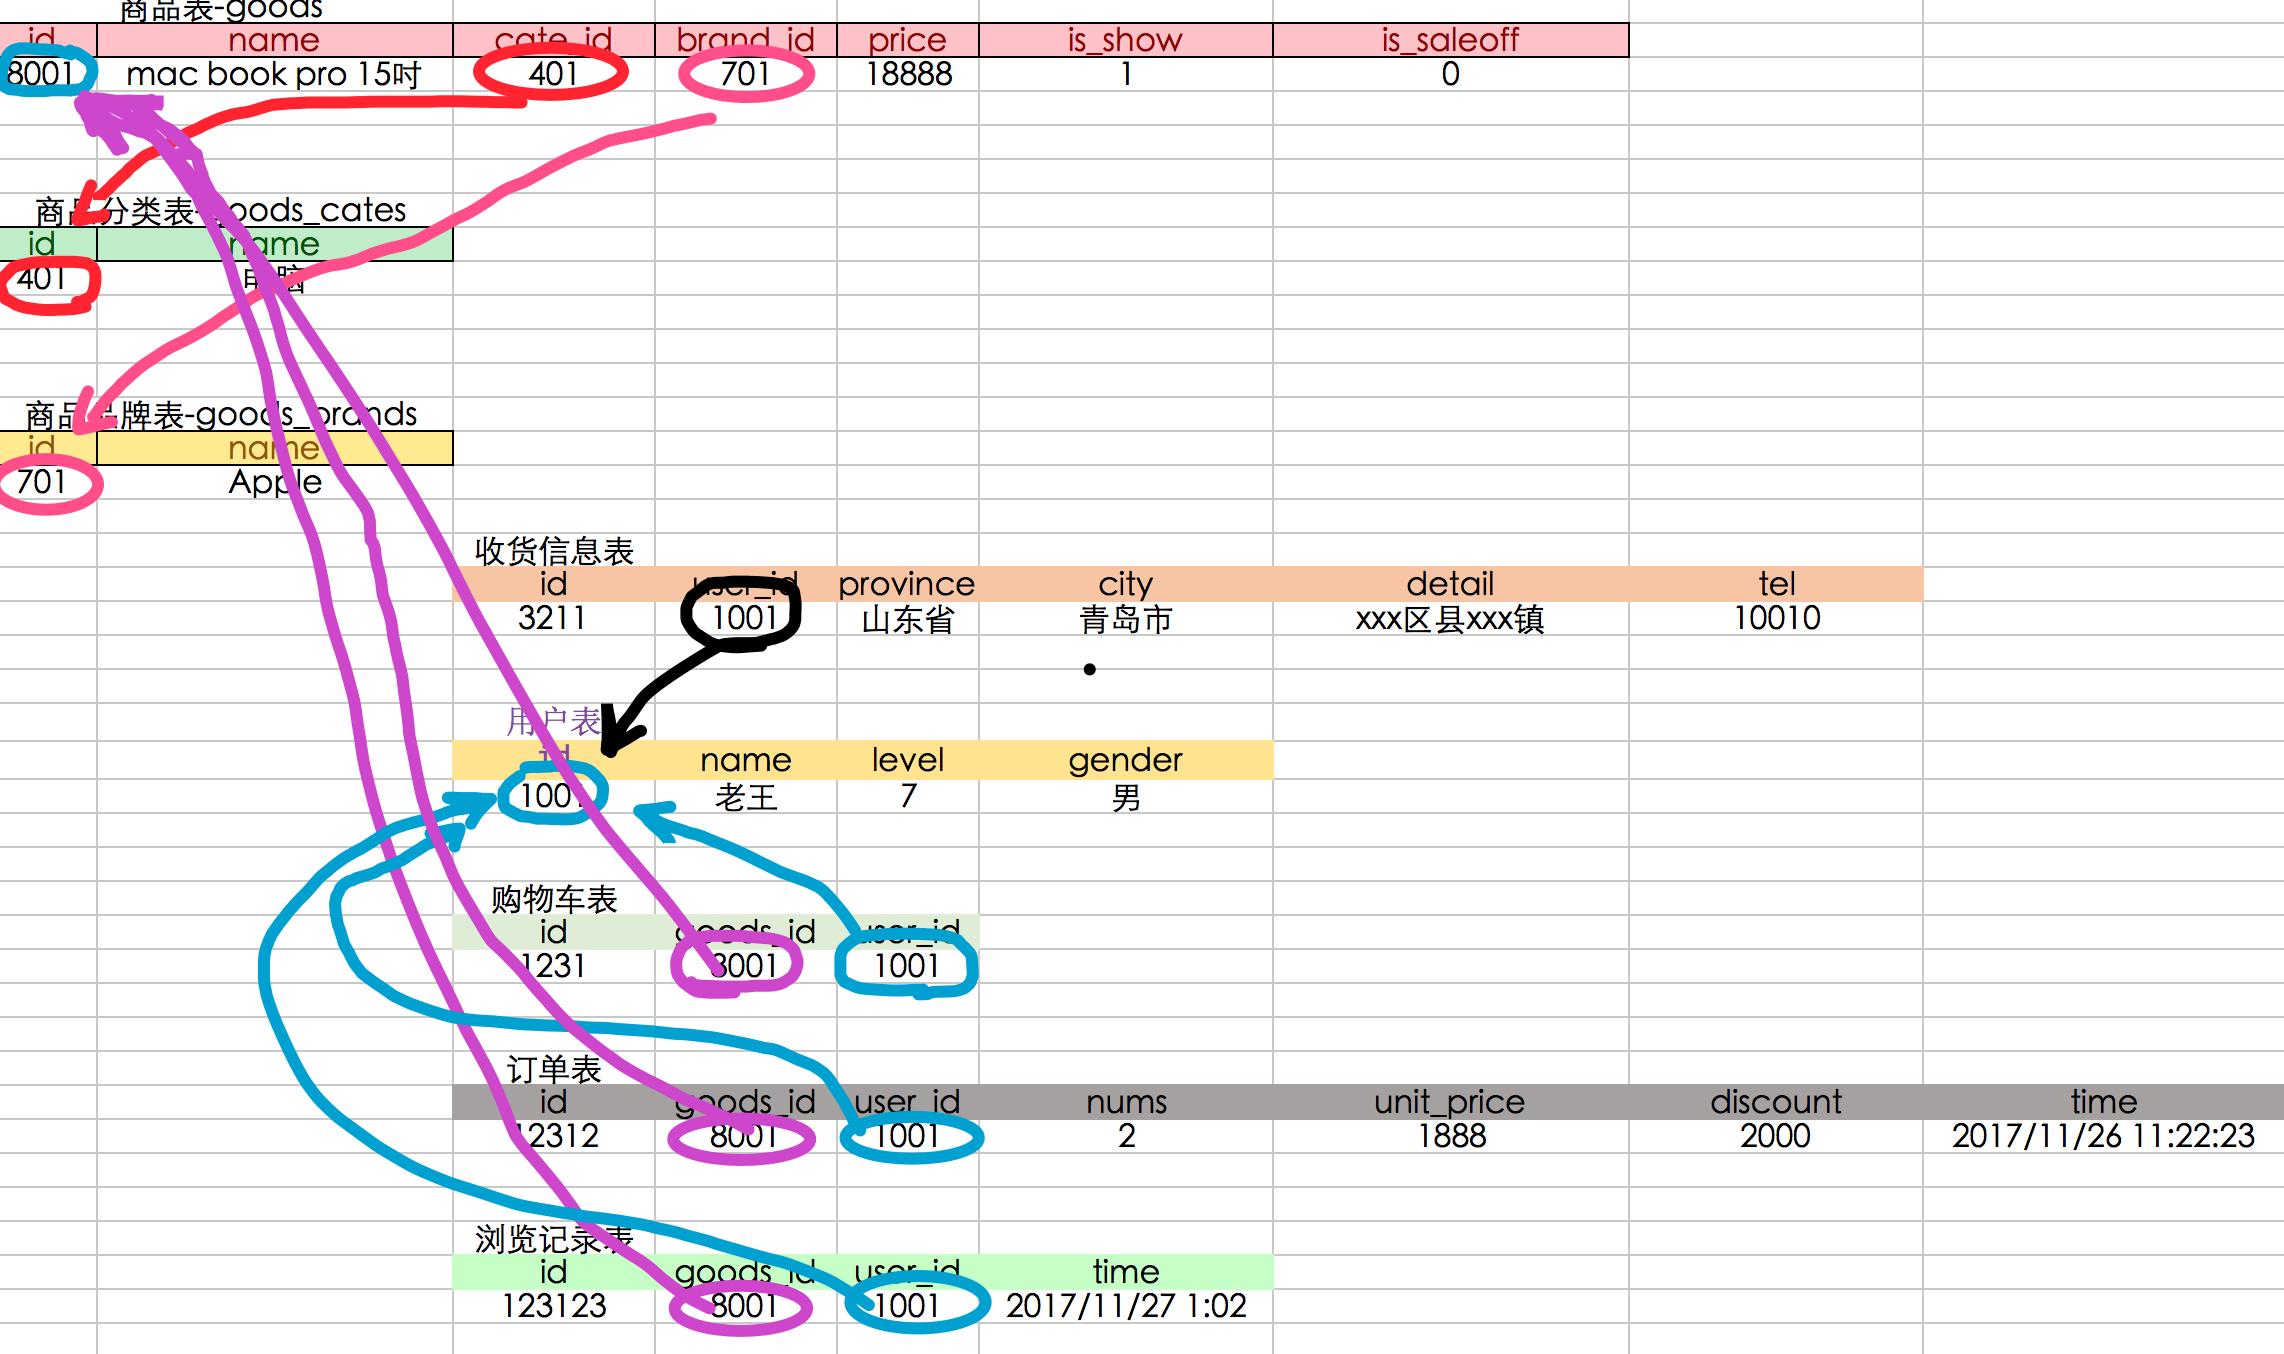 商品表-goods
id name cate_id brand_id price is_show is_saleoff
8001 mac book pro 15吋 401 701 18888 1 0
商品分类表-goods_cates
id name
401 电脑
商品品牌表-goods_brands
id name
701 Apple
收货信息表
id user_id province city detail tel
3211 1001 山东省 青岛市 xxx区县xxx镇 10010
用户表
id name level gender
1001 老王 7 男
购物车表
id goods_id user_id
1231 8001 1001
订单表
id goods_id user_id nums unit_price discount time
12312 8001 1001 2 1888 2000 2017/11/26 11:22:23
浏览记录表
id goods_id user_id time
123123 8001 1001 2017/11/27 1:02